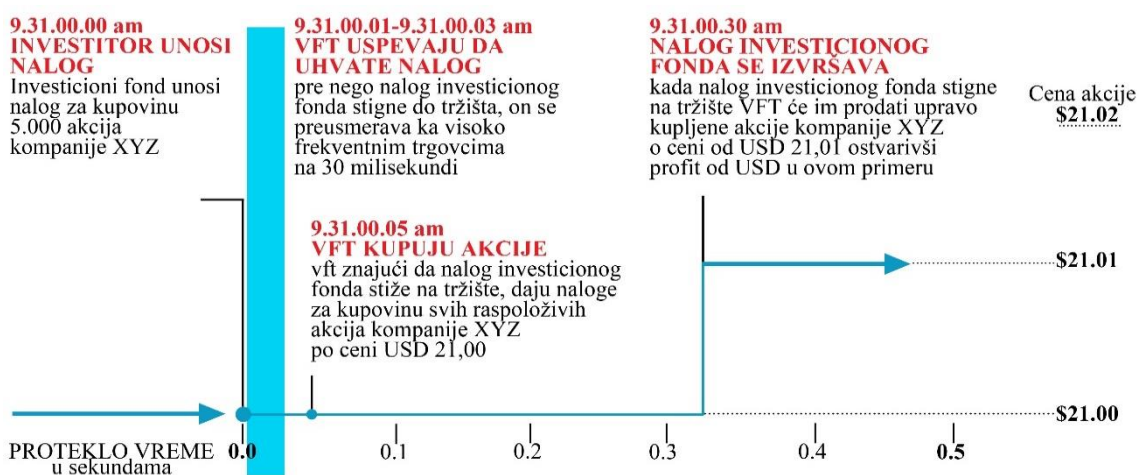 9.31.00.00 am
INVESTITOR UNOSI
NALOG
Investicioni fond unosi
nalog za kupovinu
5.000 akcija
kompanije XYZ
9.31.00.01-9.31.00.03 am
VFT USPEVAJU DA
UHVATE NALOG
pre nego nalog investicionog
fonda stigne do tržišta, on se
preusmerava ka visoko
frekventnim trgovcima
na 30 milisekundi
9.31.00.05 am
VFT KUPUJU AKCIJE
vft znajući da nalog investicionog
fonda stiže na tržište, daju naloge
za kupovinu svih raspoloživih
akcija kompanije XYZ
po ceni USD 21,00
9.31.00.30 am
NALOG INVESTICIONOG
FONDA SE IZVRŠAVA
kada nalog investicionog fonda stigne
na tržište VFT će im prodati upravo
kupljene akcije kompanije XYZ
o ceni od USD 21,01 ostvarivši
profit od USD u ovom primeru
Cena akcije
$21.02
$21.01
$21.00
PROTEKLO VREME
u sekundama
0.0
0.1
0.2
0.3
0.4
0.5